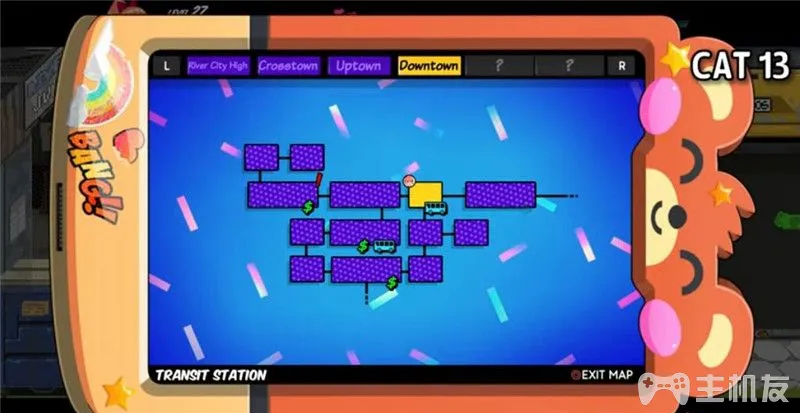 LEVEL 27
L River City High Crosstown Uptown Downtown ? ? R
CAT 13
BANG!
$
$
$
TRANSIT STATION
EXIT MAP
主机友